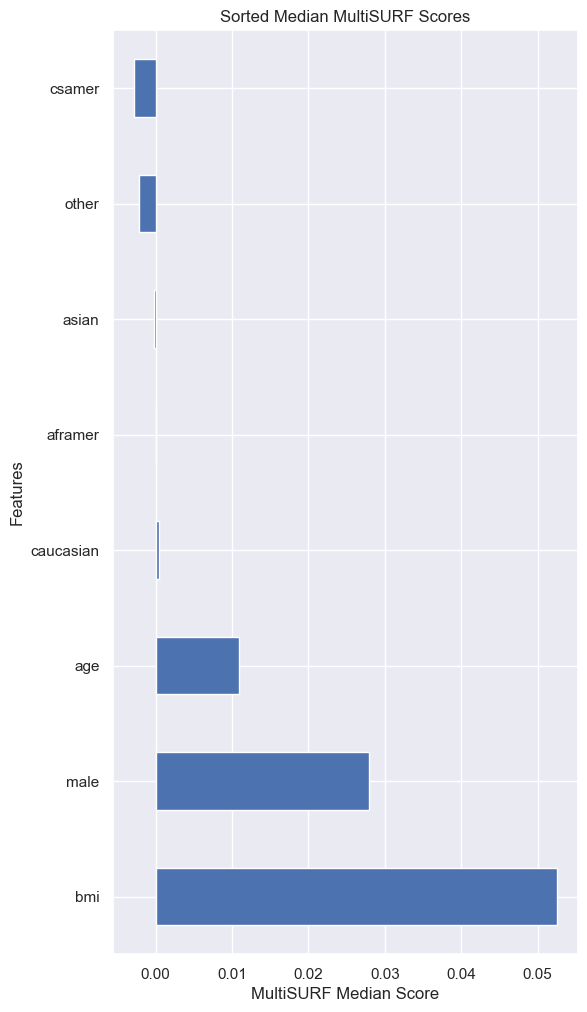 Sorted Median MultiSURF Scores
csamer
other
asian
aframer
caucasian
age
male
bmi
Features
0.00 0.01 0.02 0.03 0.04 0.05
MultiSURF Median Score